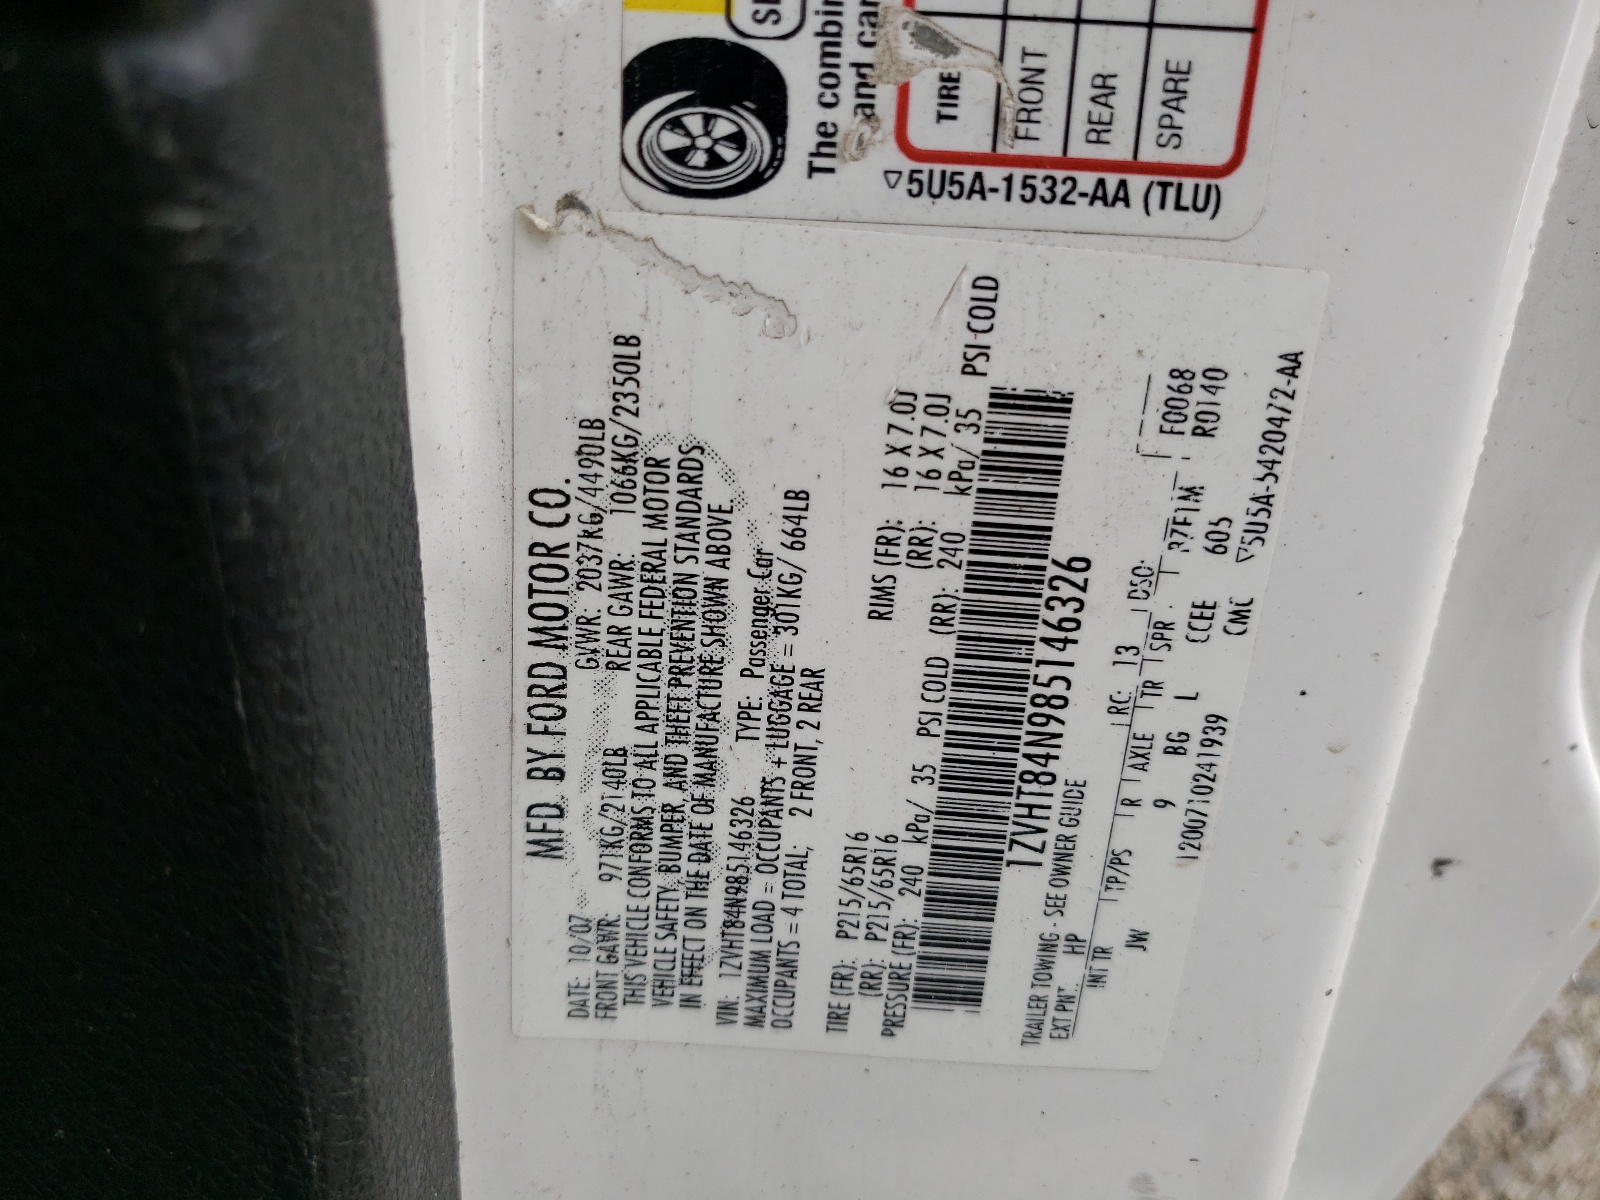 SE
The combin
and car
TIRE
FRONT
REAR
SPARE
5U5A-1532-AA (TLU)
MFD. BY FORD MOTOR CO.
DATE: 10/07 GVWR: 2037KG/4490LB
FRONT GAWR: 971KG/2140LB REAR GAWR: 1066KG/2350LB
THIS VEHICLE CONFORMS TO ALL APPLICABLE FEDERAL MOTOR
VEHICLE SAFETY, BUMPER, AND THEFT PREVENTION STANDARDS
IN EFFECT ON THE DATE OF MANUFACTURE SHOWN ABOVE.
VIN: 1ZVHT84N985146326 TYPE: Passenger Car
MAXIMUM LOAD = OCCUPANTS + LUGGAGE = 301KG/ 664LB
OCCUPANTS = 4 TOTAL; 2 FRONT, 2 REAR
TIRE (FR): P215/65R16 RIMS (FR): 16 X 7.0J
(RR): P215/65R16 (RR): 16 X 7.0J
PRESSURE (FR): 240 kPa/ 35 PSI COLD (RR): 240 kPa/ 35 PSI COLD
1ZVHT84N985146326
TRAILER TOWING - SEE OWNER GUIDE
EXT PNT: HP RC: 13 DSO:
INT TR TP/PS R AXLE TR SPR 37F1M F0068
JW 9 BG L CCEE 605 R0140
120071024193​9 CMC 5U5A-5420472-AA